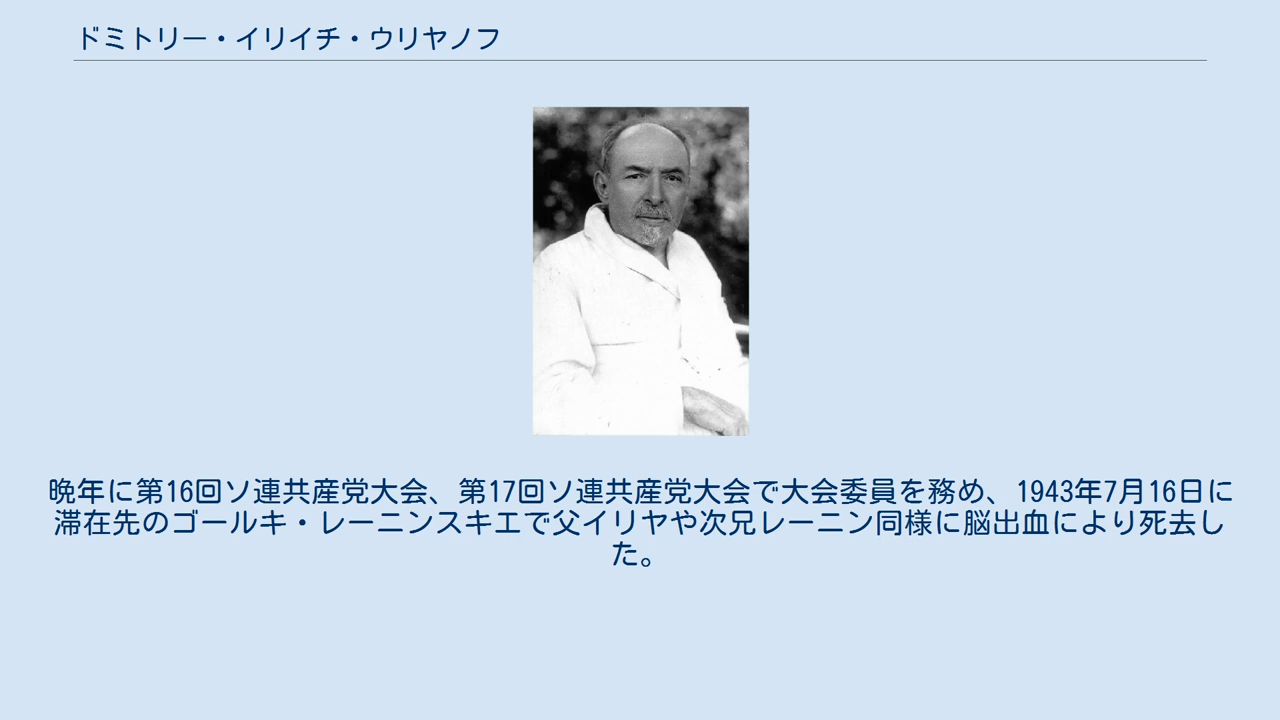 ドミトリー・イリイチ・ウリヤノフ
晩年に第16回ソ連共産党大会、第17回ソ連共産党大会で大会委員を務め、1943年7月16日に
滞在先のゴールキ・レーニンスキエで父イリヤや次兄レーニン同様に脳出血により死去し
た。